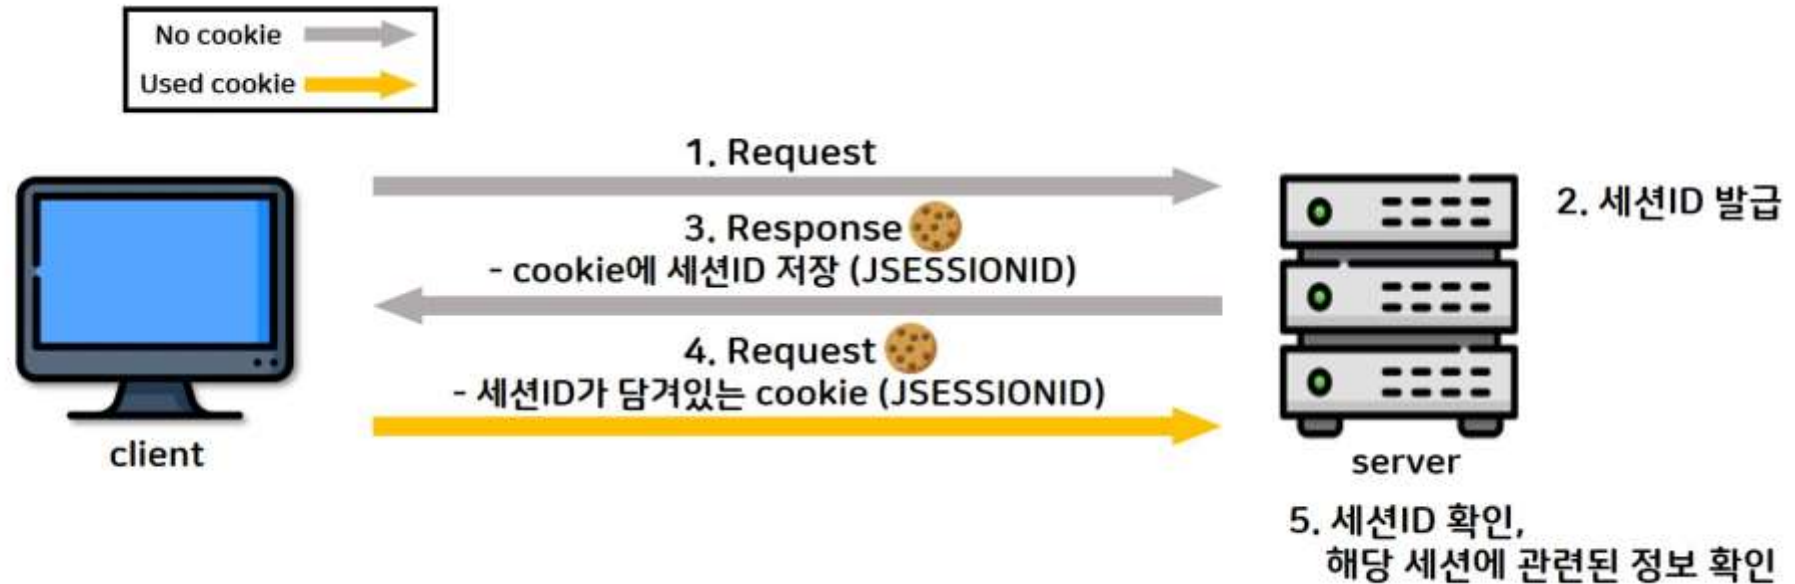 No cookie
Used cookie
1. Request
2. 세션ID 발급
3. Response
- cookie에 세션ID 저장 (JSESSIONID)
4. Request
- 세션ID가 담겨있는 cookie (JSESSIONID)
client
server
5. 세션ID 확인,
해당 세션에 관련된 정보 확인